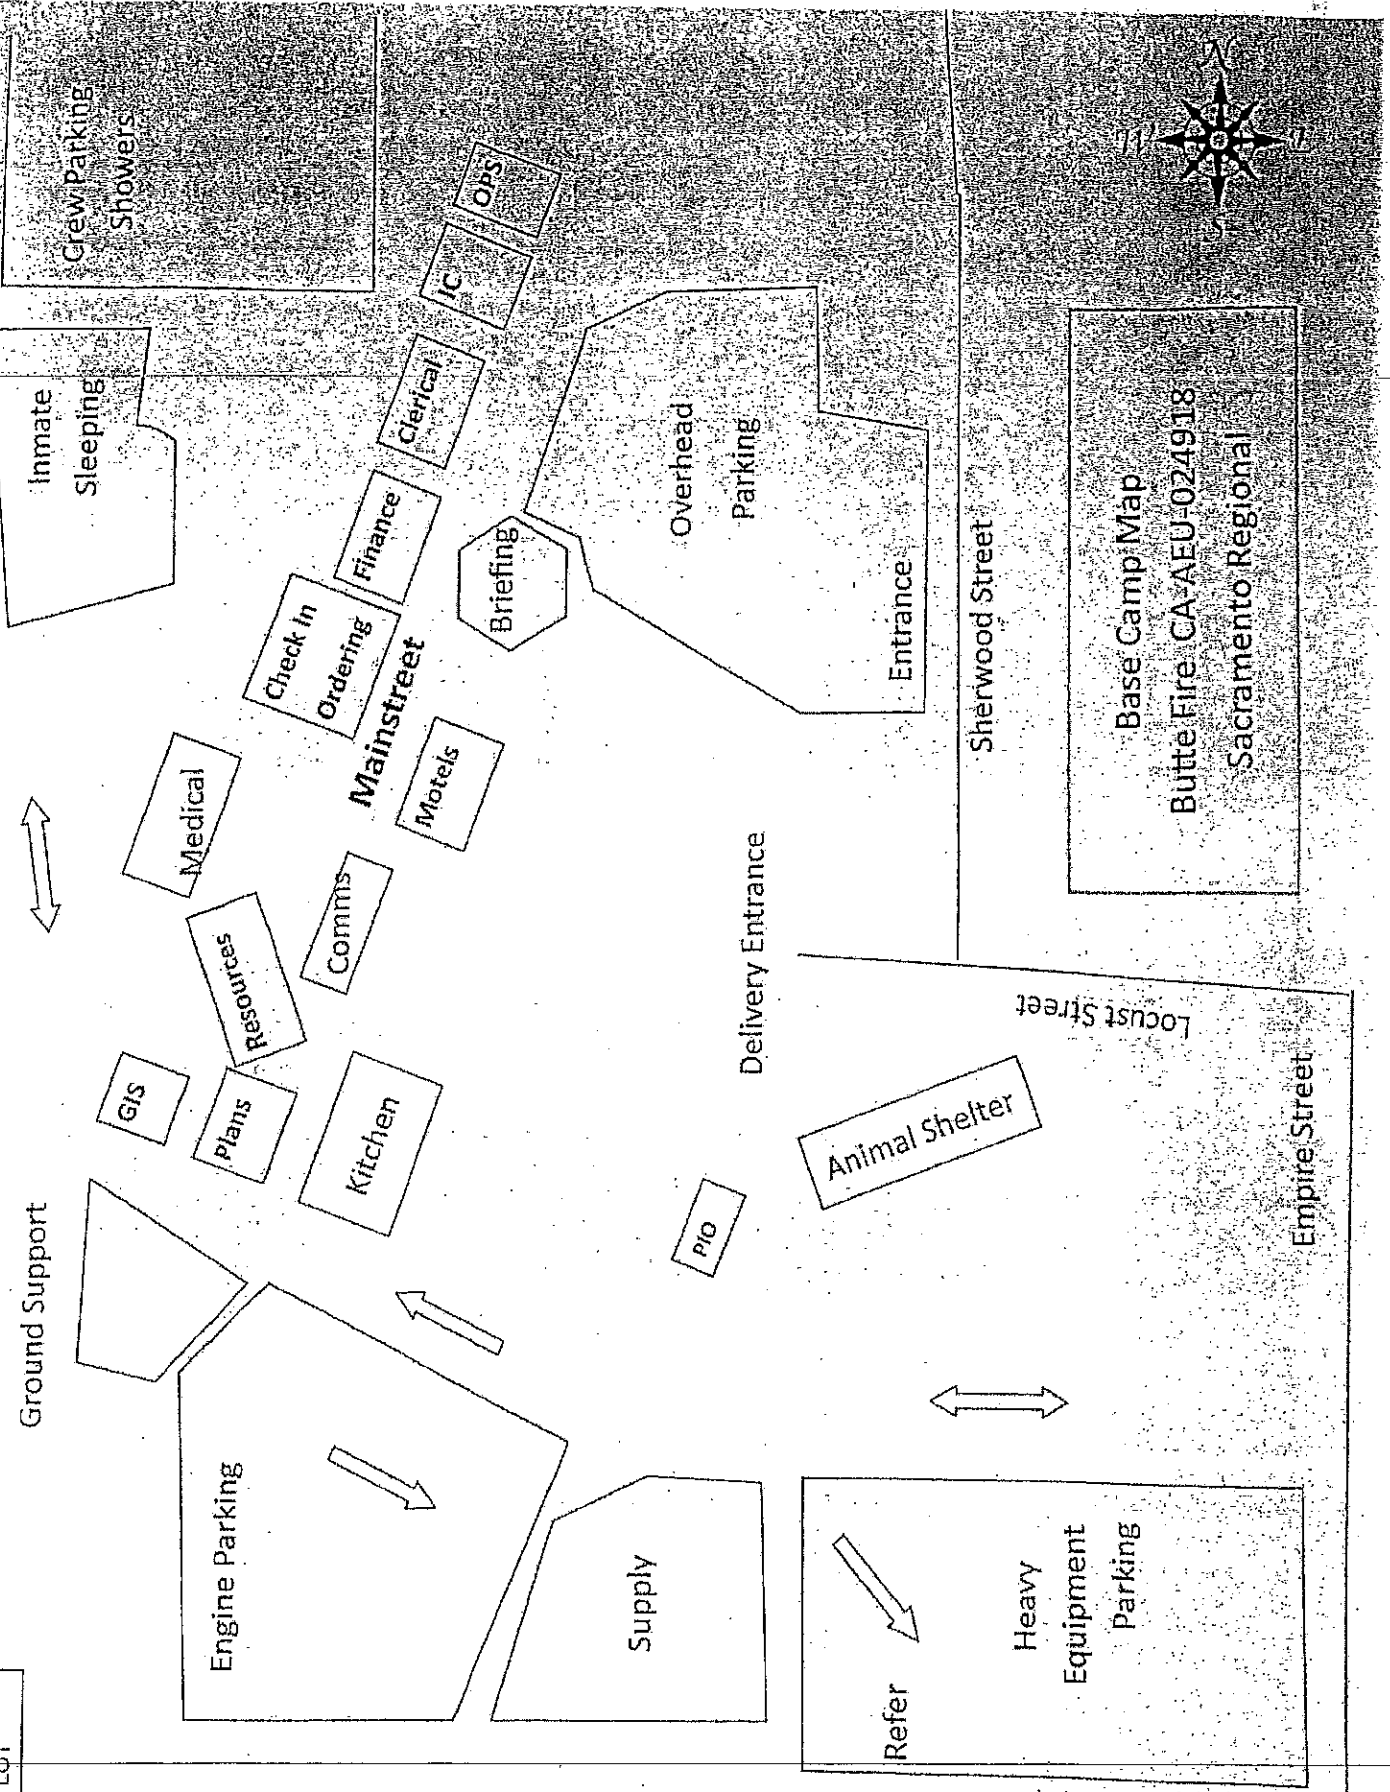 Ground Support
Inmate
Sleeping
Crew Parking
Showers
GIS
Medical
Engine Parking
Plans
Resources
Check In
Ordering
Kitchen
Comms
Mainstreet
Finance
Clerical
IC
OPS
Motels
Briefing
Supply
PIO
Delivery Entrance
Overhead
Parking
Animal Shelter
Entrance
Refer
Heavy
Equipment
Parking
Sherwood Street
Locust Street
Base Camp Map
Butte Fire CA-AEU-024918
Sacramento Regional
W
N
S
Empire Street